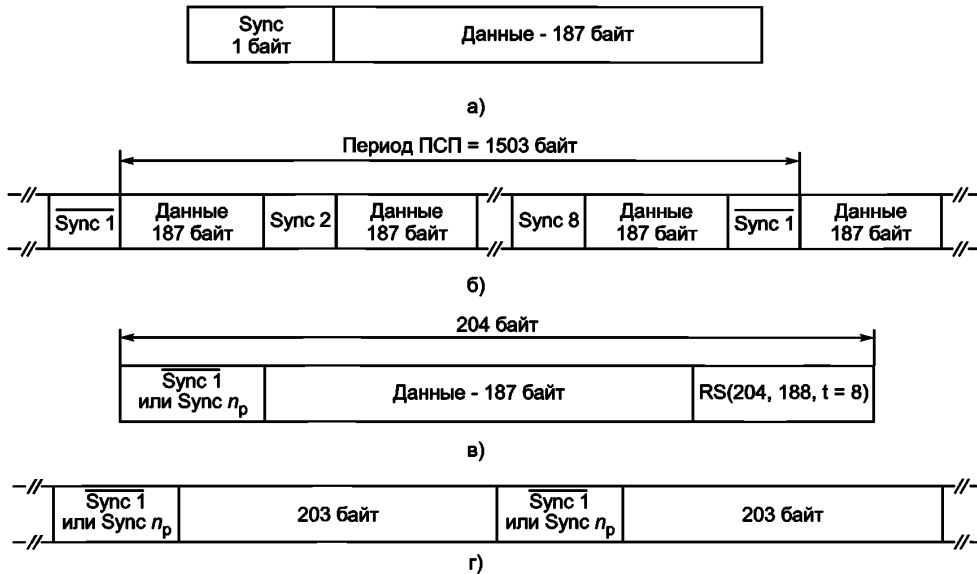 Sync
1 байт
Данные - 187 байт
а)
Период ПСП = 1503 байт
Sync 1
Данные
187 байт
Sync 2
Данные
187 байт
Sync 8
Данные
187 байт
Sync 1
Данные
187 байт
б)
204 байт
Sync 1
или Sync nр
Данные - 187 байт
RS(204, 188, t = 8)
в)
Sync 1
или Sync nр
203 байт
Sync 1
или Sync nр
203 байт
г)